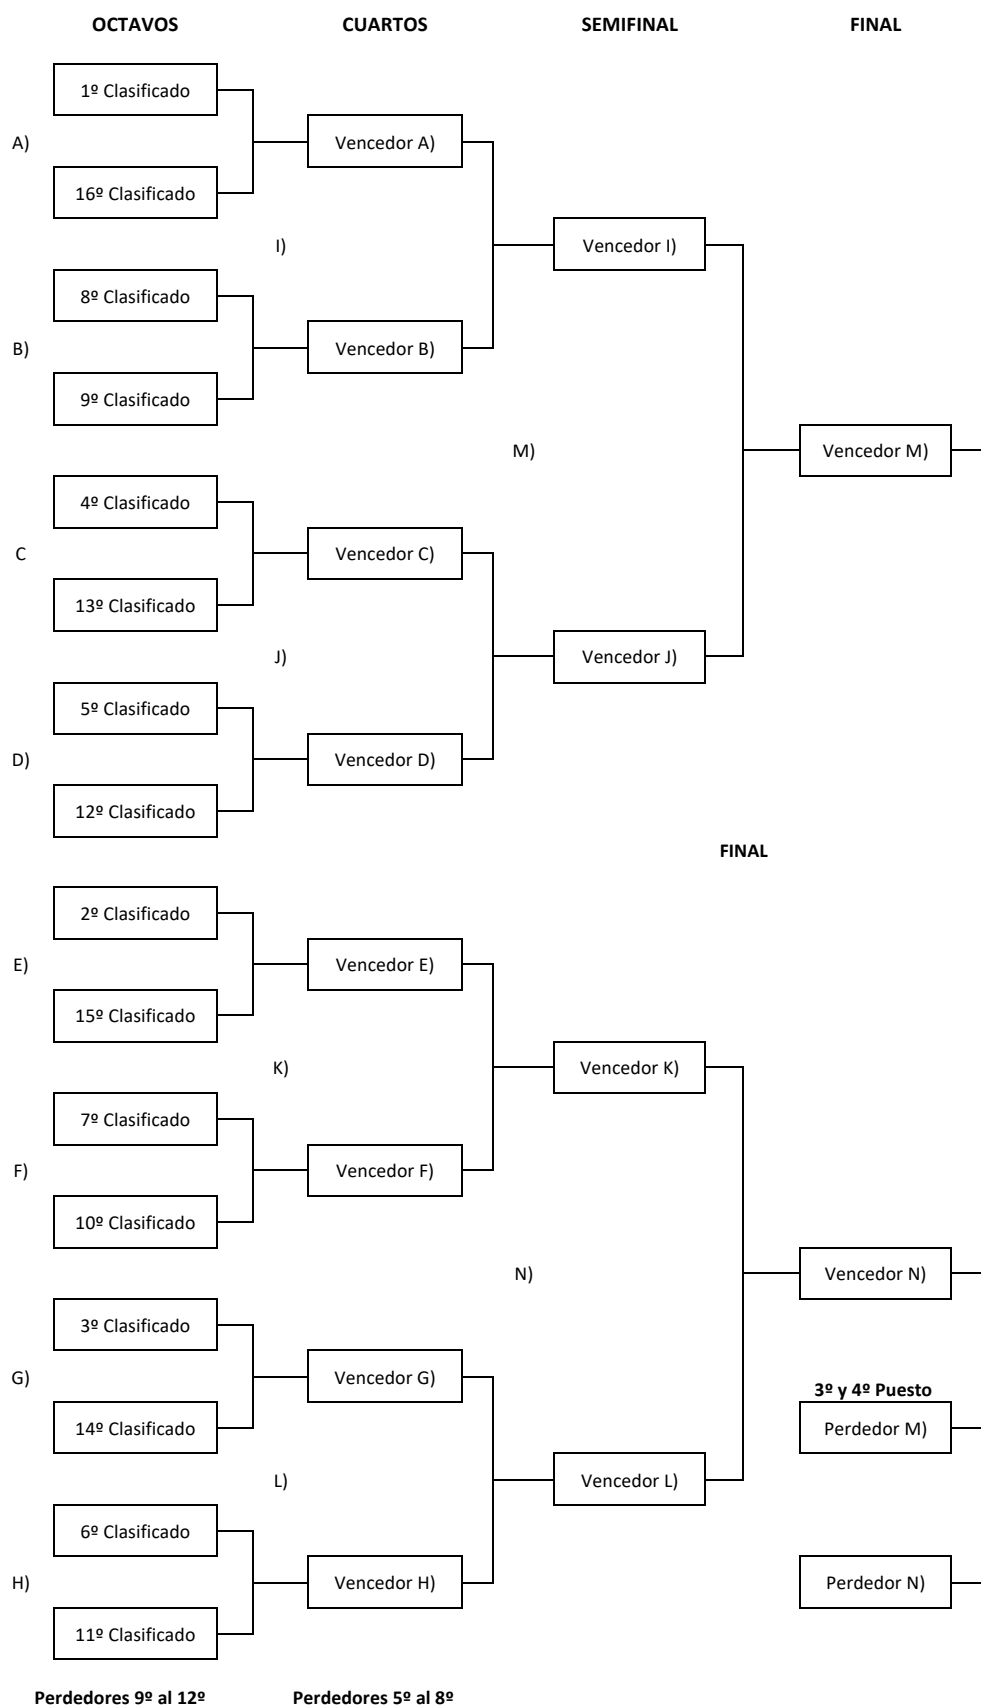 OCTAVOS CUARTOS SEMIFINAL FINAL
1º Clasificado
A) Vencedor A)
16º Clasificado
I) Vencedor I)
8º Clasificado
B) Vencedor B)
9º Clasificado
M) Vencedor M)
4º Clasificado
C Vencedor C)
13º Clasificado
J) Vencedor J)
5º Clasificado
D) Vencedor D)
12º Clasificado
FINAL
2º Clasificado
E) Vencedor E)
15º Clasificado
K) Vencedor K)
7º Clasificado
F) Vencedor F)
10º Clasificado
N) Vencedor N)
3º Clasificado
G) Vencedor G)
3º y 4º Puesto
14º Clasificado Perdedor M)
L) Vencedor L)
6º Clasificado
H) Vencedor H) Perdedor N)
11º Clasificado
Perdedores 9º al 12º Perdedores 5º al 8º